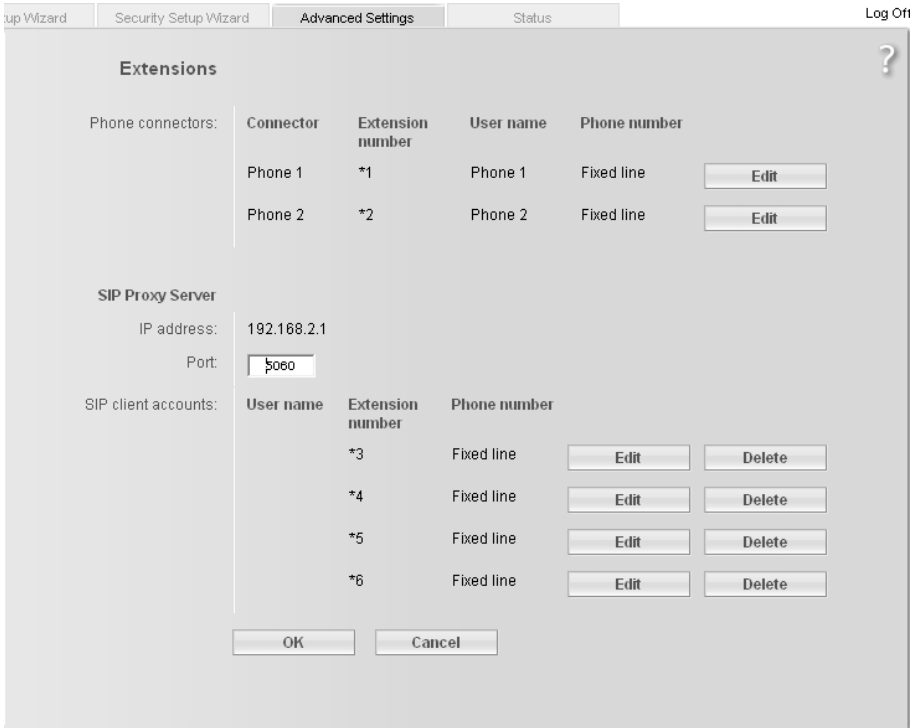 up Wizard Security Setup Wizard Advanced Settings Status Log Off
Extensions ?
Phone connectors: Connector Extension number User name Phone number
Phone 1 *1 Phone 1 Fixed line Edit
Phone 2 *2 Phone 2 Fixed line Edit
SIP Proxy Server
IP address: 192.168.2.1
Port: 5060
SIP client accounts: User name Extension number Phone number
*3 Fixed line Edit Delete
*4 Fixed line Edit Delete
*5 Fixed line Edit Delete
*6 Fixed line Edit Delete
OK Cancel